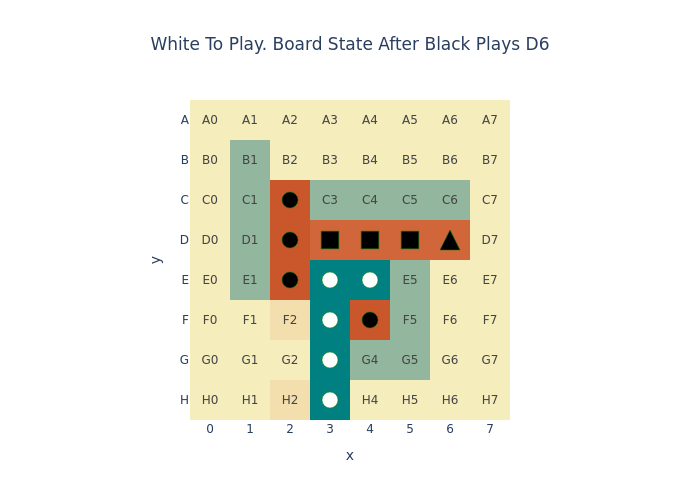 White To Play. Board State After Black Plays D6
A A0 A1 A2 A3 A4 A5 A6 A7
B B0 B1 B2 B3 B4 B5 B6 B7
C C0 C1 C3 C4 C5 C6 C7
D D0 D1 D7
E E0 E1 E5 E6 E7
F F0 F1 F2 F5 F6 F7
G G0 G1 G2 G4 G5 G6 G7
H H0 H1 H2 H4 H5 H6 H7
0 1 2 3 4 5 6 7
x
y